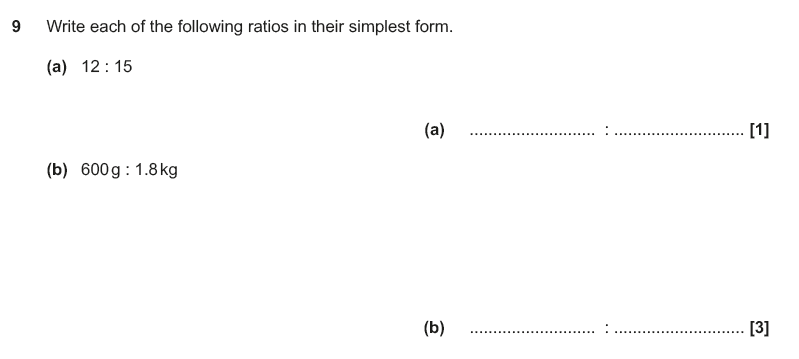 9 Write each of the following ratios in their simplest form.
(a) 12 : 15
(a) ........................... : ............................ [1]
(b) 600 g : 1.8 kg
(b) ........................... : ............................ [3]